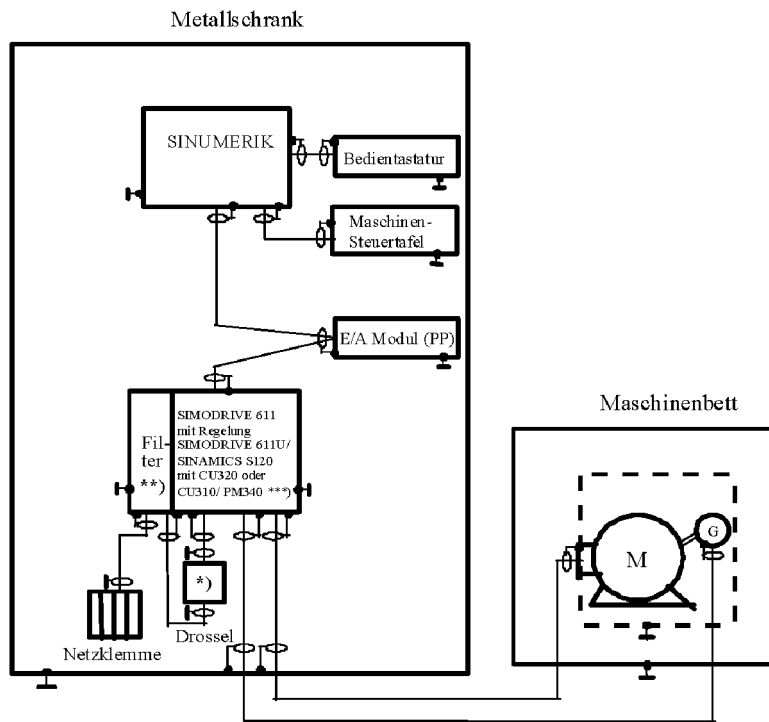 Metallschrank
SINUMERIK
Bedientastatur
Maschinen-
Steuertafel
E/A Modul (PP)
Fil-
ter
**)
SIMODRIVE 611
mit Regelung
SIMODRIVE 611U/
SINAMICS S120
mit CU320 oder
CU310/ PM340 ***)
*)
Drossel
Netzklemme
Maschinenbett
M
G